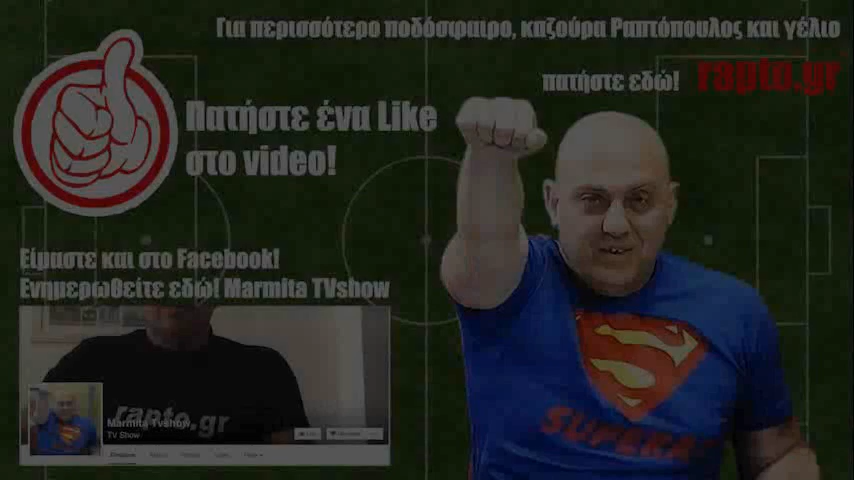 Για περισσότερο ποδόσφαιρο, καζούρα Ραπτόπουλος και γέλιο
πατήστε εδώ! rapto.gr
Πατήστε ένα Like
στο video!
Είμαστε και στο Facebook!
Ενημερωθείτε εδώ! Marmita TVshow
rapto.gr
Marmita Tvshow
TV Show